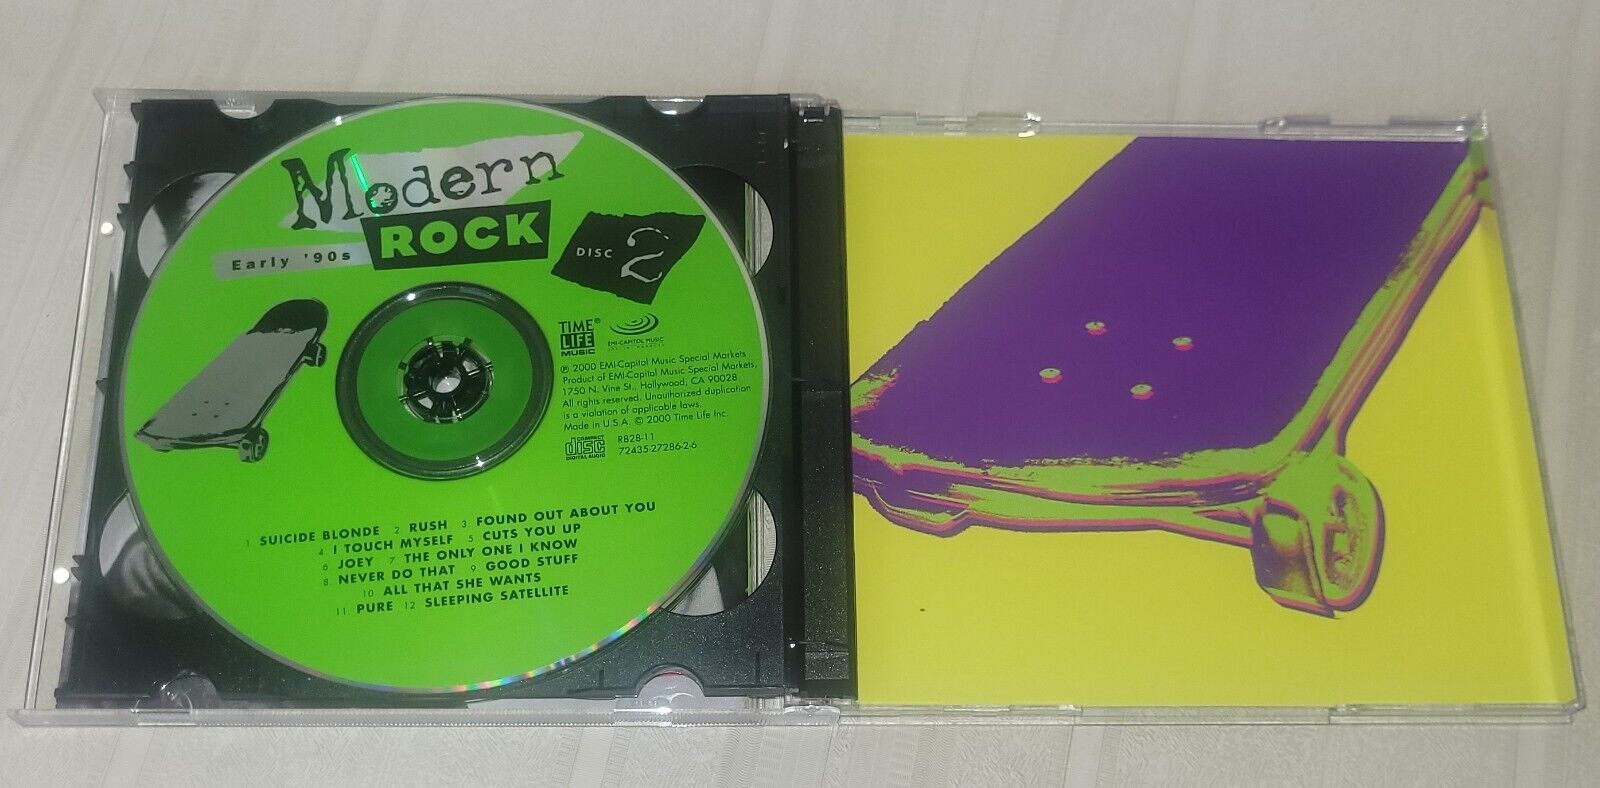 Modern
ROCK
Early '90s
DISC 2
TIME LIFE MUSIC
EMI-CAPITOL MUSIC
℗ 2000 EMI-Capitol Music Special Markets
Product of EMI-Capitol Music Special Markets,
1750 N. Vine St., Hollywood, CA 90028.
All rights reserved. Unauthorized duplication
is a violation of applicable laws.
Made in U.S.A. © 2000 Time Life Inc.
COMPACT disc DIGITAL AUDIO
R828-11
72435-27286-2-6
1 SUICIDE BLONDE 2 RUSH 3 FOUND OUT ABOUT YOU
4 I TOUCH MYSELF 5 CUTS YOU UP
6 JOEY 7 THE ONLY ONE I KNOW
8 NEVER DO THAT 9 GOOD STUFF
10 ALL THAT SHE WANTS
11 PURE 12 SLEEPING SATELLITE